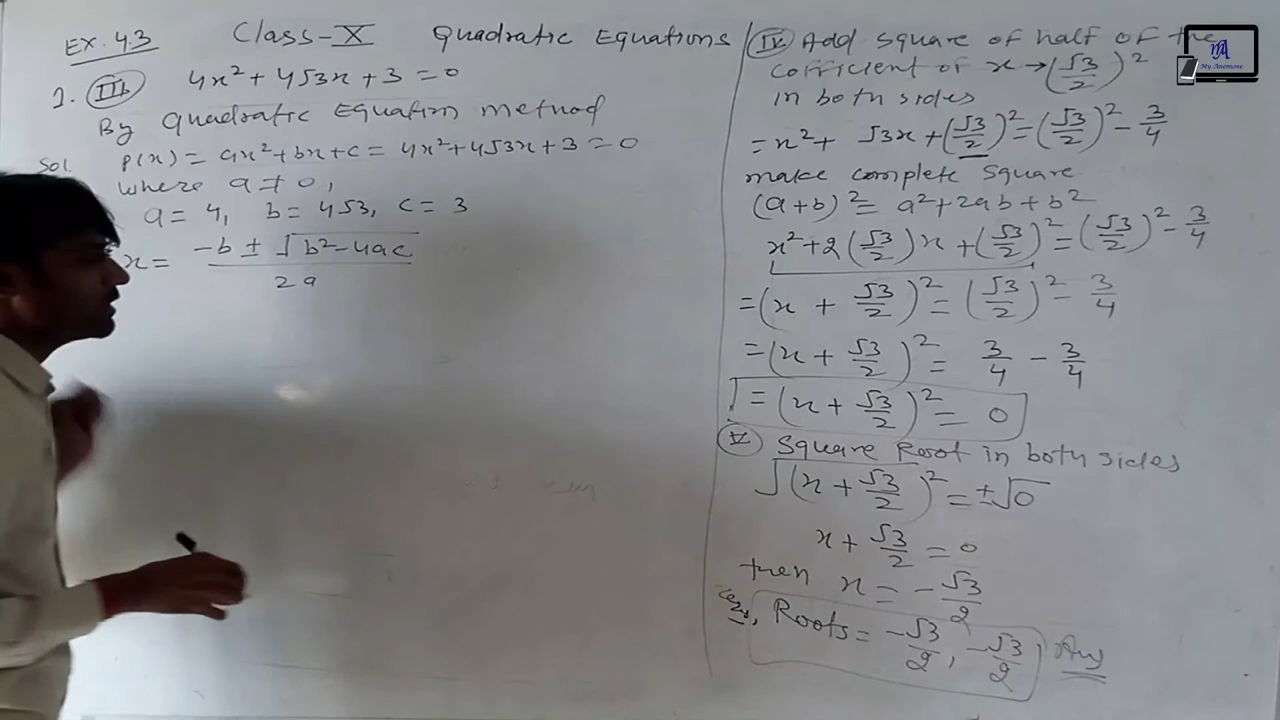 Ex. 4.3 Class-X Quadratic Equations
1. (III) 4x² + 4√3x + 3 = 0
By Quadratic Equation method
Sol. p(x) = ax²+bx+c = 4x²+4√3x+3 = 0
where a ≠ 0,
a = 4, b = 4√3, c = 3
x = (-b ± √(b²-4ac))/2a
(IV) Add square of half of the
cofficient of x → (√3/2)²
in both sides
= x² + √3x + (√3/2)² = (√3/2)² - 3/4
make complete square
(a+b)² = a²+2ab+b²
x²+2(√3/2)x + (√3/2)² = (√3/2)² - 3/4
= (x + √3/2)² = (√3/2)² - 3/4
= (x + √3/2)² = 3/4 - 3/4
= (x + √3/2)² = 0
(V) Square Root in both sides
√(x + √3/2)² = ±√0
x + √3/2 = 0
then x = -√3/2
Roots = -√3/2, -√3/2 Ans
MA
My Anemone